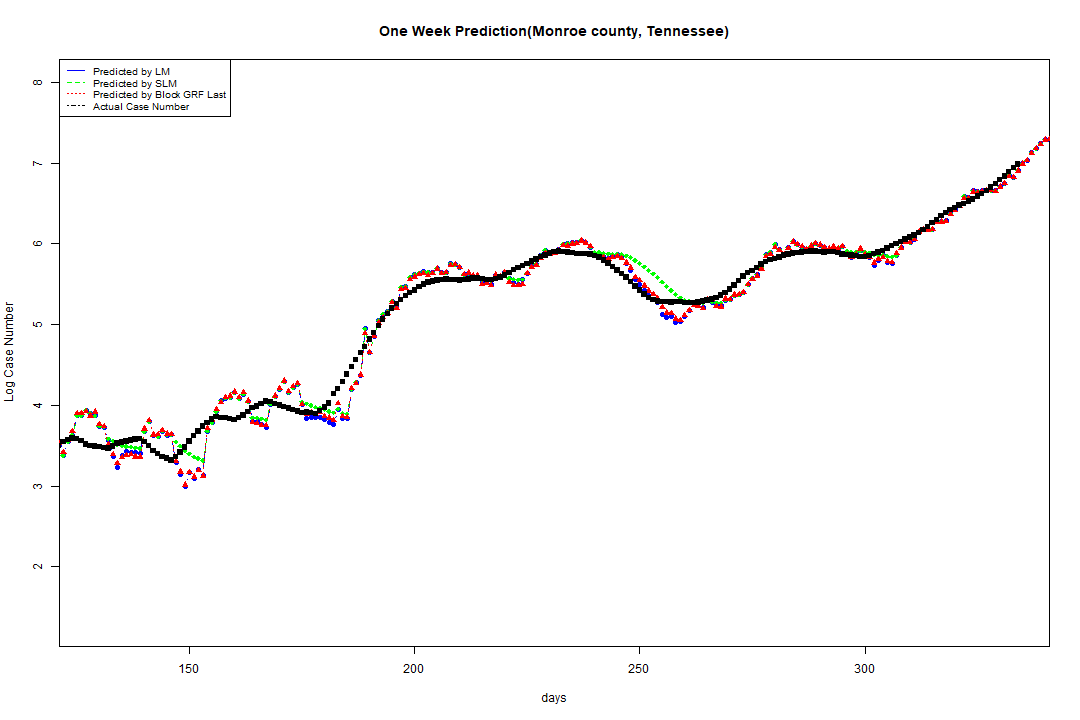 One Week Prediction(Monroe county, Tennessee)
Predicted by LM
Predicted by SLM
Predicted by Block GRF Last
Actual Case Number
8
7
6
5
4
3
2
Log Case Number
150 200 250 300
days